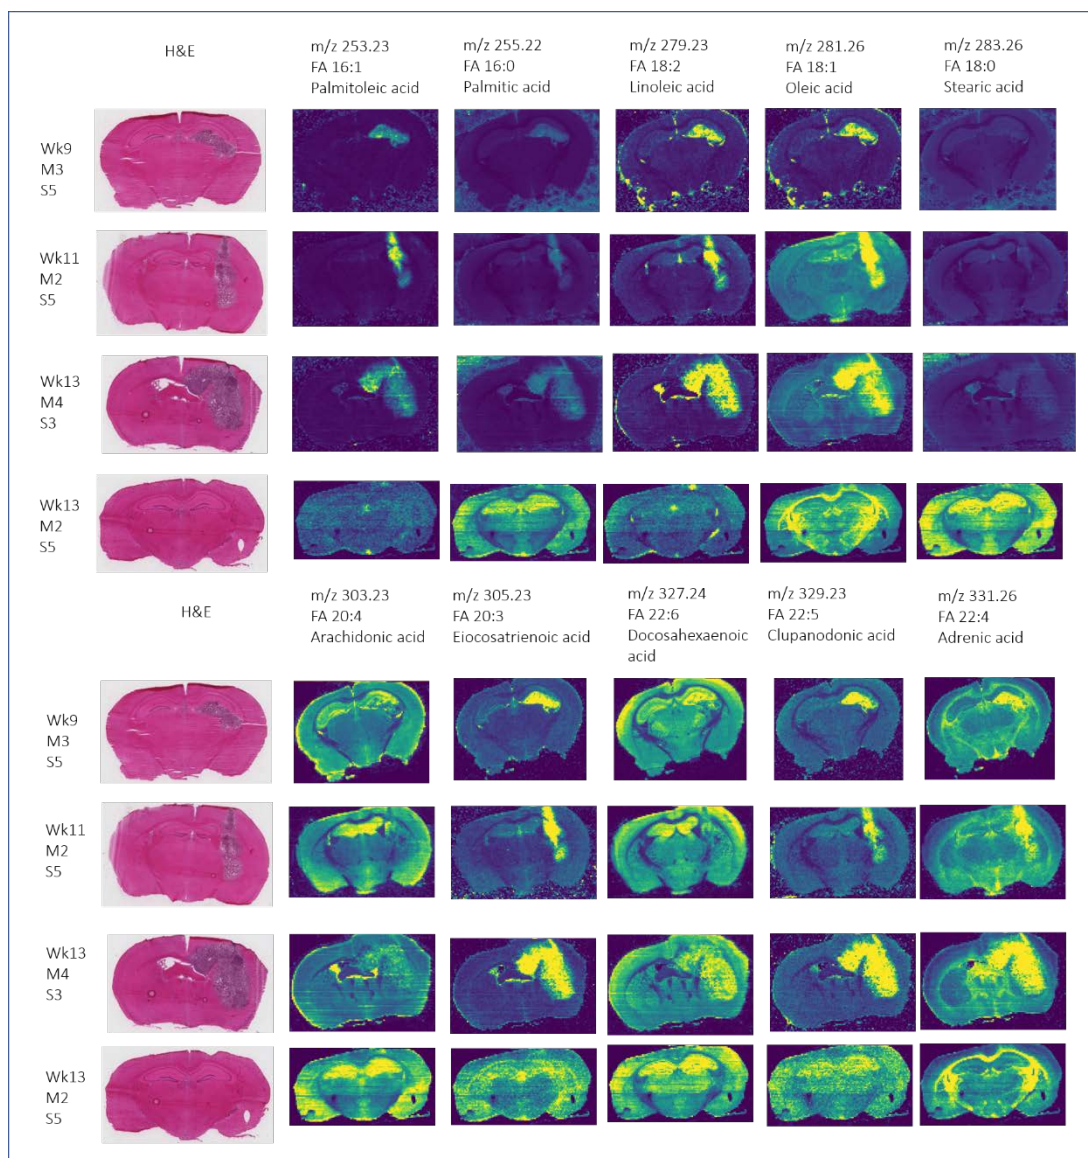 H&E
m/z 253.23
FA 16:1
Palmitoleic acid
m/z 255.22
FA 16:0
Palmitic acid
m/z 279.23
FA 18:2
Linoleic acid
m/z 281.26
FA 18:1
Oleic acid
m/z 283.26
FA 18:0
Stearic acid
Wk9
M3
S5
Wk11
M2
S5
Wk13
M4
S3
Wk13
M2
S5
H&E
m/z 303.23
FA 20:4
Arachidonic acid
m/z 305.23
FA 20:3
Eiocosatrienoic acid
m/z 327.24
FA 22:6
Docosahexaenoic
acid
m/z 329.23
FA 22:5
Clupanodonic acid
m/z 331.26
FA 22:4
Adrenic acid
Wk9
M3
S5
Wk11
M2
S5
Wk13
M4
S3
Wk13
M2
S5